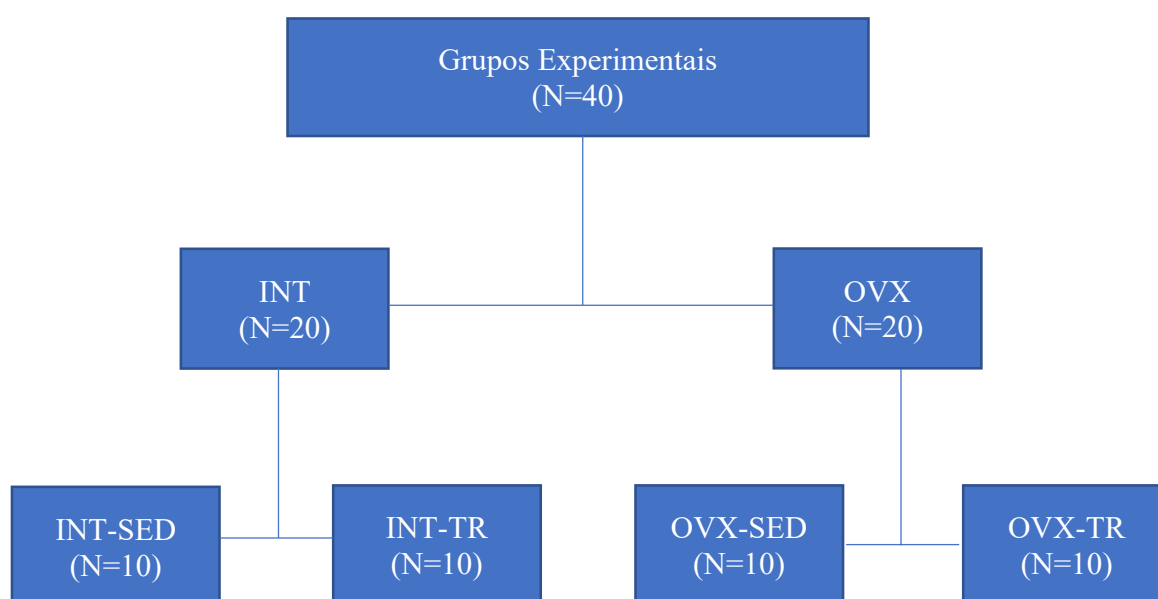 Grupos Experimentais
(N=40)
INT
(N=20)
OVX
(N=20)
INT-SED
(N=10)
INT-TR
(N=10)
OVX-SED
(N=10)
OVX-TR
(N=10)